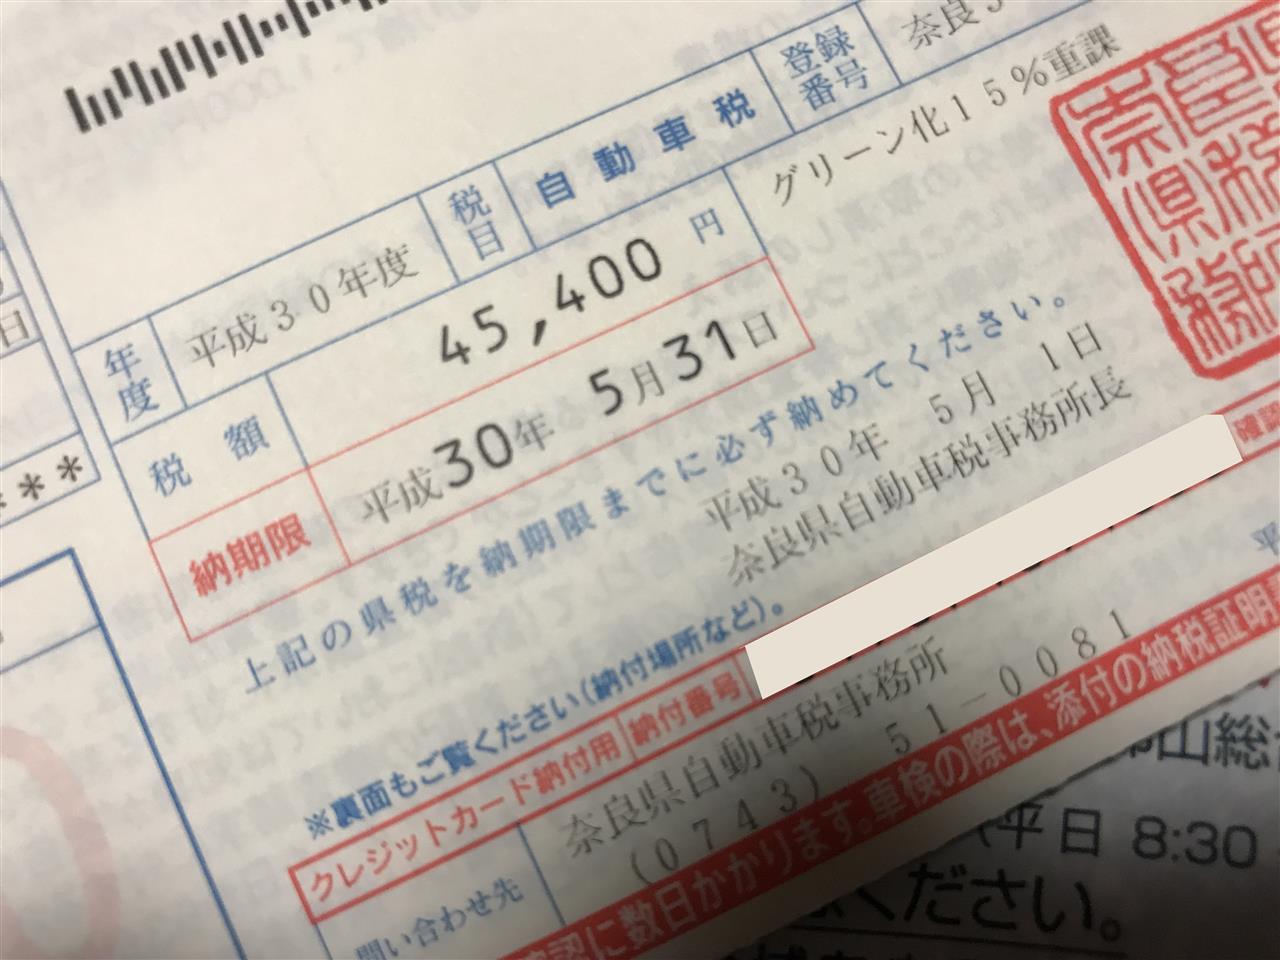 登録番号
奈良
税目
自動車税
グリーン化15%重課
年度
平成30年度
税額
45,400円
納期限
平成30年 5月31日
上記の県税を納期限までに必ず納めてください。
平成30年 5月 1日
奈良県自動車税事務所長
※裏面もご覧ください(納付場所など)。
クレジットカード納付用
納付番号
確認
問い合わせ先
奈良県自動車税事務所
(0743) 51-0081
確認に数日かかります。車検の際は、添付の納税証明
日
***
山総
平日 8:30
ください。